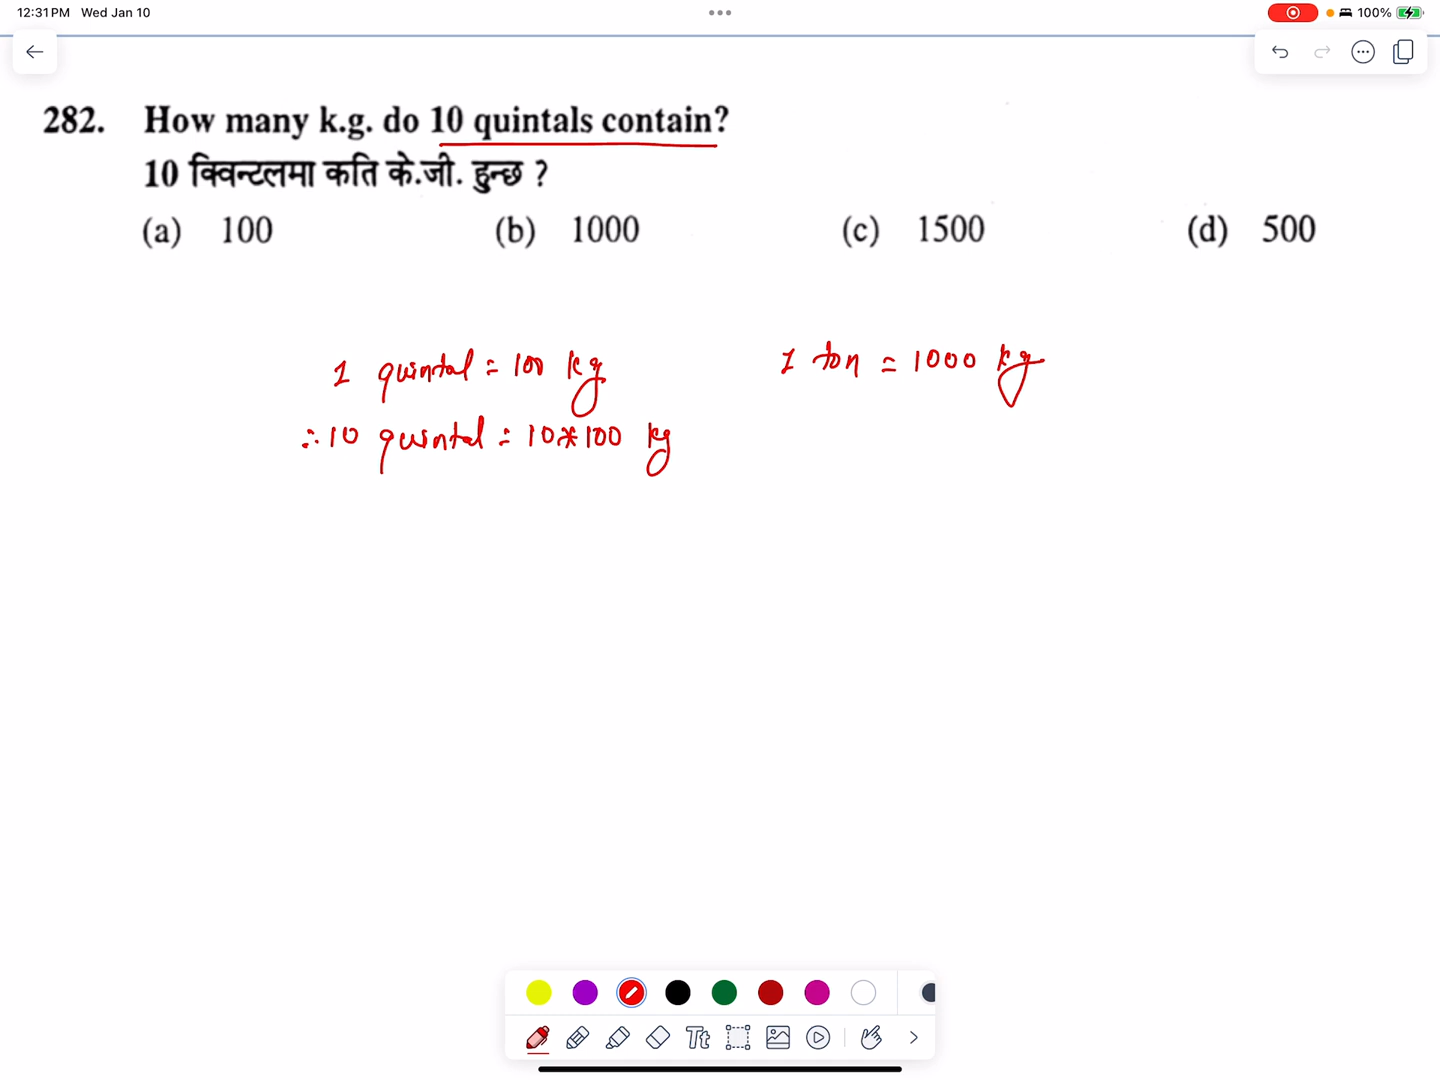 12:31 PM Wed Jan 10
100%
282. How many k.g. do 10 quintals contain?
10 क्विन्टलमा कति के.जी. हुन्छ ?
(a) 100 (b) 1000 (c) 1500 (d) 500
1 quintal = 100 kg
1 ton = 1000 kg
∴ 10 quintal = 10*100 kg
Tt